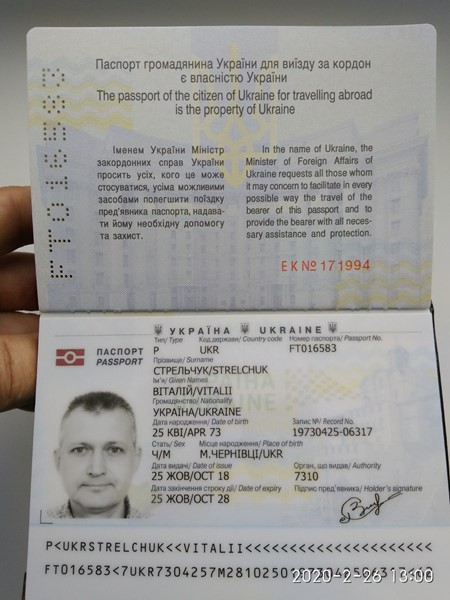 Паспорт громадянина України для виїзду за кордон
є власністю України
The passport of the citizen of Ukraine for travelling abroad
is the property of Ukraine
Іменем України Міністр
закордонних справ України
просить усіх, кого це може
стосуватися, усіма можливими
засобами полегшити поїздку
пред'явника паспорта, надава-
ти йому необхідну допомогу
та захист.
In the name of Ukraine, the
Minister of Foreign Affairs of
Ukraine requests all those whom
it may concern to facilitate in every
possible way the travel of the
bearer of this passport and to
provide the bearer with all neces-
sary assistance and protection.
FT016583
ЕК№171994
УКРАЇНА UKRAINE
ПАСПОРТ
PASSPORT
Тип/ Type Код держави/ Country code Номер паспорта/ Passport No.
P UKR FT016583
Прізвище/ Surname
СТРЕЛЬЧУК/STRELCHUK
Ім'я/ Given Names
ВІТАЛІЙ/VITALII
Громадянство/ Nationality
УКРАЇНА/UKRAINE
Дата народження/ Date of birth Запис №/ Record No.
25 КВІ/APR 73 19730425-06317
Стать/ Sex Місце народження/ Place of birth
Ч/M М.ЧЕРНІВЦІ/UKR
Дата видачі/ Date of issue Орган, що видав/ Authority
25 ЖОВ/OCT 18 7310
Дата закінчення строку дії/ Date of expiry Підпис пред'явника/ Holder's signature
25 ЖОВ/OCT 28
P<UKRSTRELCHUK<<VITALII<<<<<<<<<<<<<<<<<<<<<
FT016583<7UKR7304257M2810250
2020-2-26 13:00